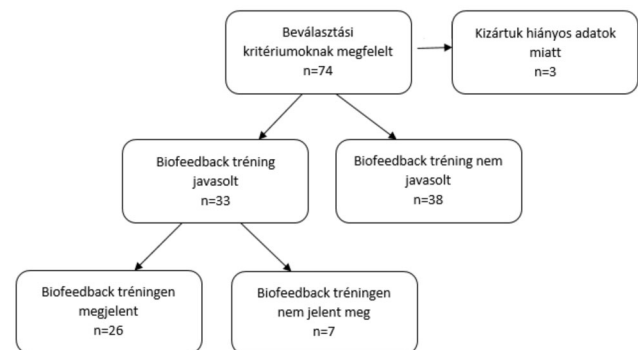 Beválasztási
kritériumoknak megfelelt
n=74
Kizártuk hiányos adatok
miatt
n=3
Biofeedback tréning
javasolt
n=33
Biofeedback tréning nem
javasolt
n=38
Biofeedback tréningen
megjelent
n=26
Biofeedback tréningen
nem jelent meg
n=7